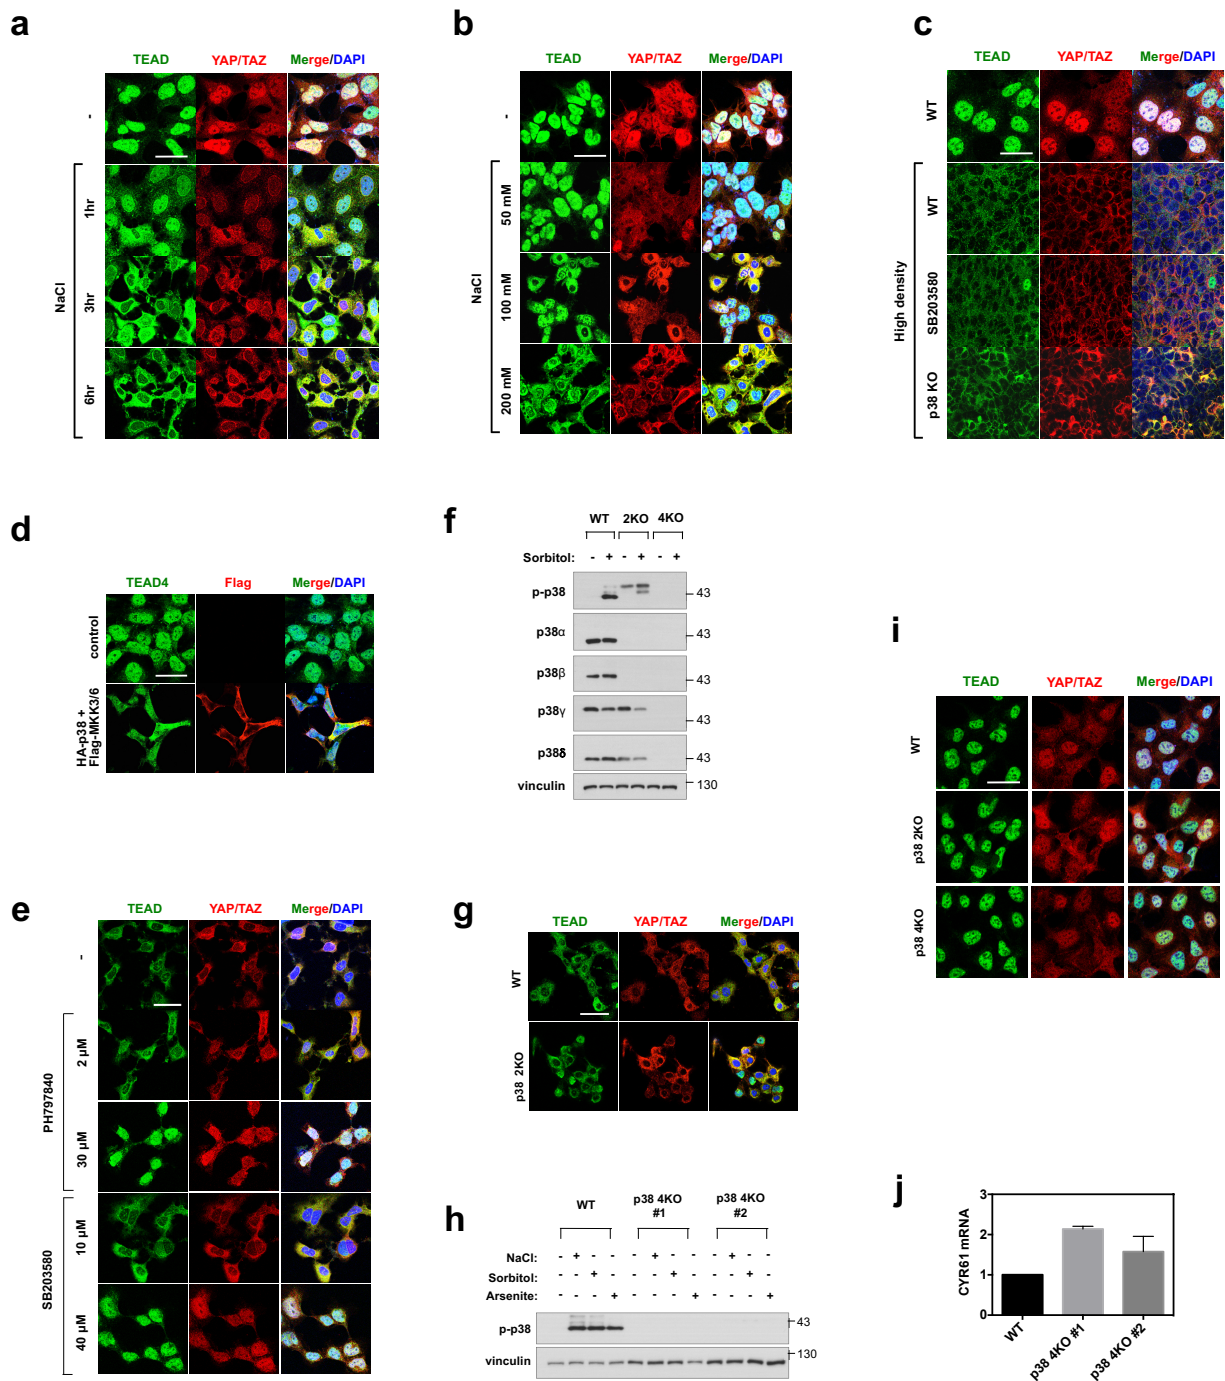 a
TEAD YAP/TAZ Merge/DAPI
-
NaCl
1hr
3hr
6hr
b
TEAD YAP/TAZ Merge/DAPI
-
NaCl
50 mM
100 mM
200 mM
c
TEAD YAP/TAZ Merge/DAPI
WT
High density
WT
SB203580
p38 KO
d
TEAD4 Flag Merge/DAPI
control
HA-p38 +
Flag-MKK3/6
f
WT 2KO 4KO
Sorbitol: - + - + - +
p-p38 43
p38α 43
p38β 43
p38γ 43
p38δ 43
vinculin 130
i
TEAD YAP/TAZ Merge/DAPI
WT
p38 2KO
p38 4KO
e
TEAD YAP/TAZ Merge/DAPI
-
PH797840
2 μM
30 μM
SB203580
10 μM
40 μM
g
TEAD YAP/TAZ Merge/DAPI
WT
p38 2KO
h
WT p38 4KO #1 p38 4KO #2
NaCl: - + - - - + - - - + - -
Sorbitol: - - + - - - + - - - + -
Arsenite: - - - + - - - + - - - +
p-p38 43
vinculin 130
j
CYR61 mRNA
3
2
1
0
WT
p38 4KO #1
p38 4KO #2